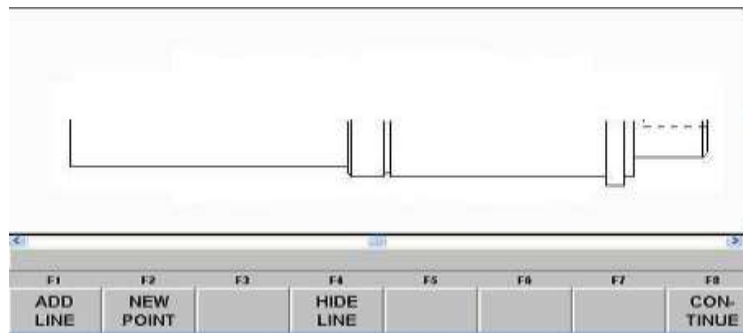 F1 F2 F3 F4 F5 F6 F7 F8
ADD LINE NEW POINT HIDE LINE CON-TINUE